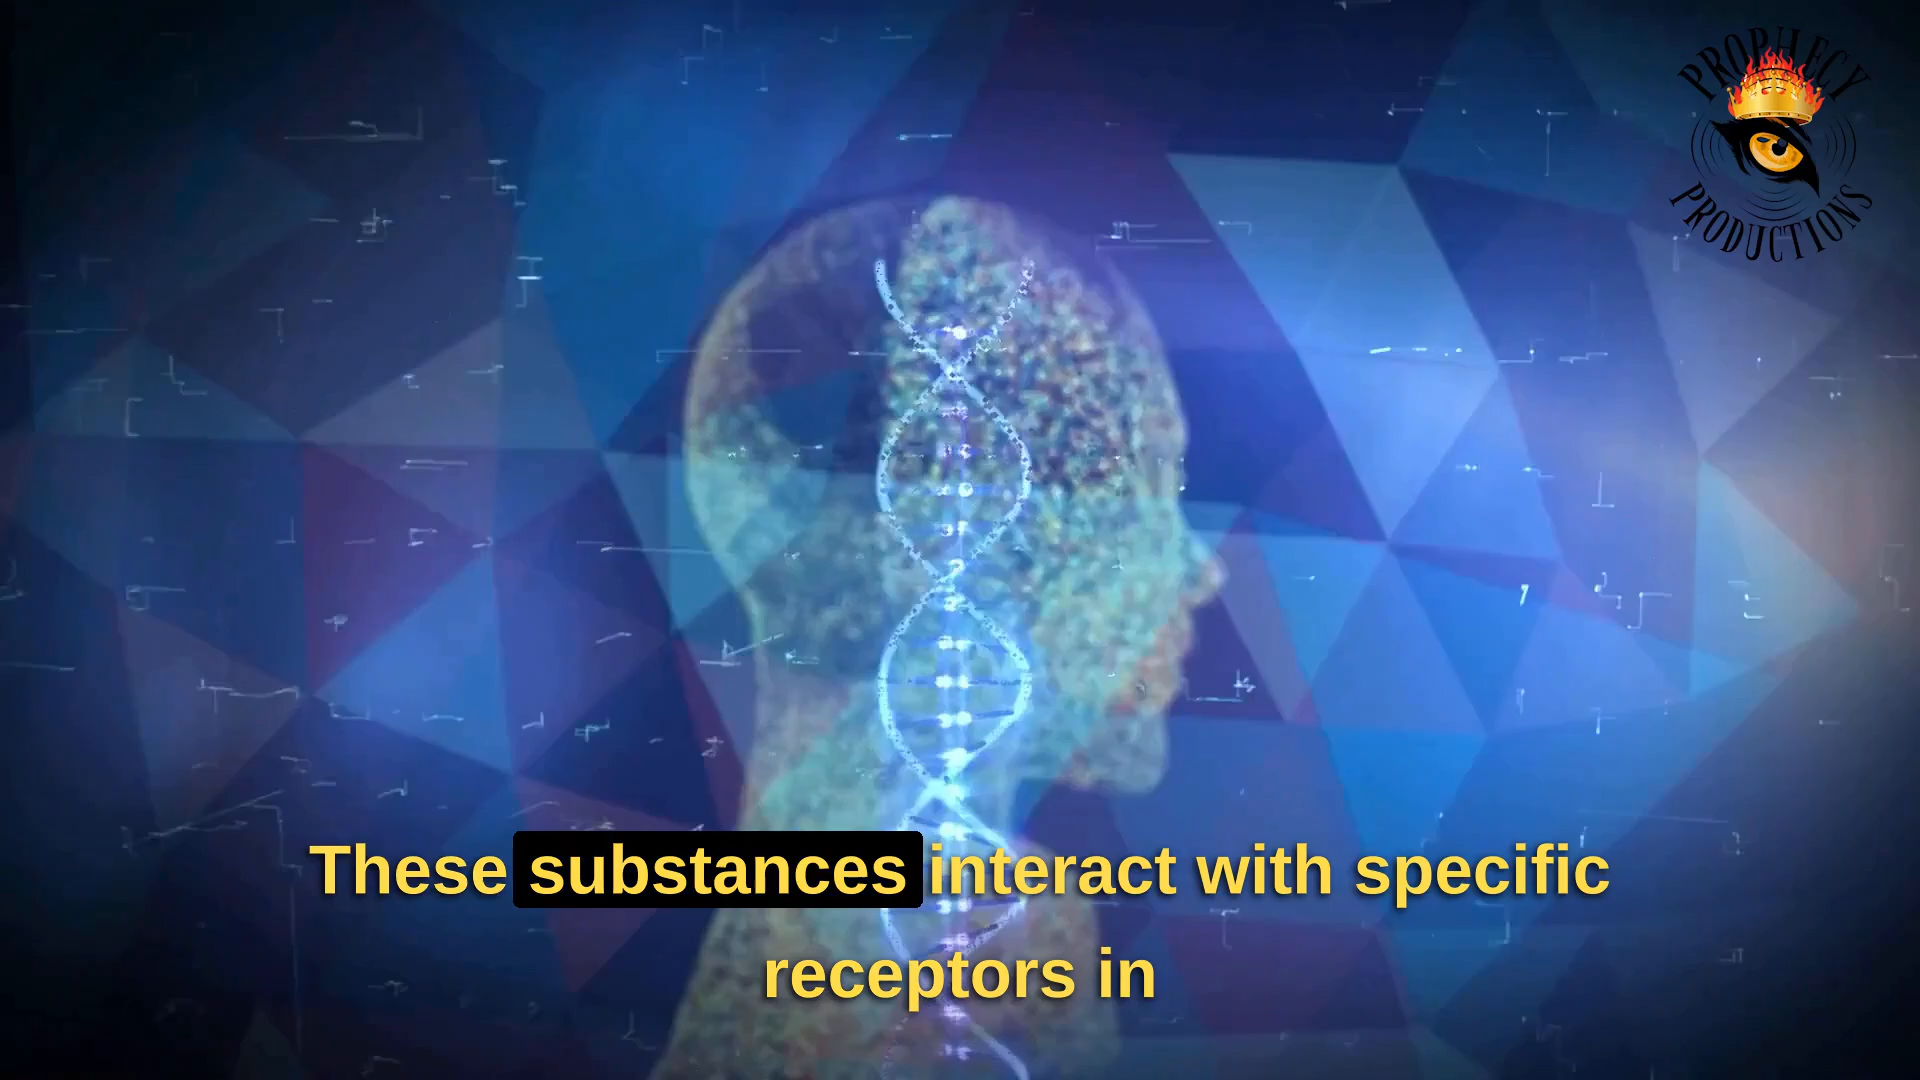 PROPHECY
PRODUCTIONS
These substances interact with specific
receptors in